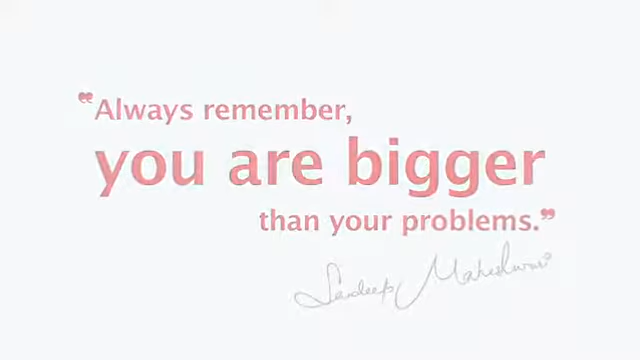 ❞Always remember,
you are bigger
than your problems.❞
Sandeep Maheshwari